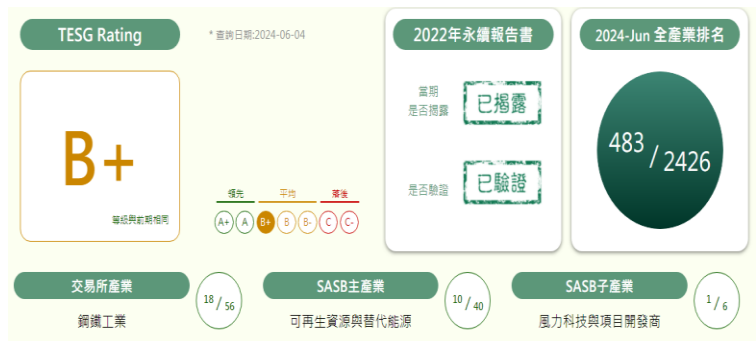 TESG Rating
* 查詢日期:2024-06-04
B+
等級與前期相同
領先 平均 落後
A+ A B+ B B- C C-
2022年永續報告書
當期
是否揭露
已揭露
是否驗證
已驗證
2024-Jun 全產業排名
483 / 2426
交易所產業
鋼鐵工業
18 / 56
SASB主產業
可再生資源與替代能源
10 / 40
SASB子產業
風力科技與項目開發商
1 / 6